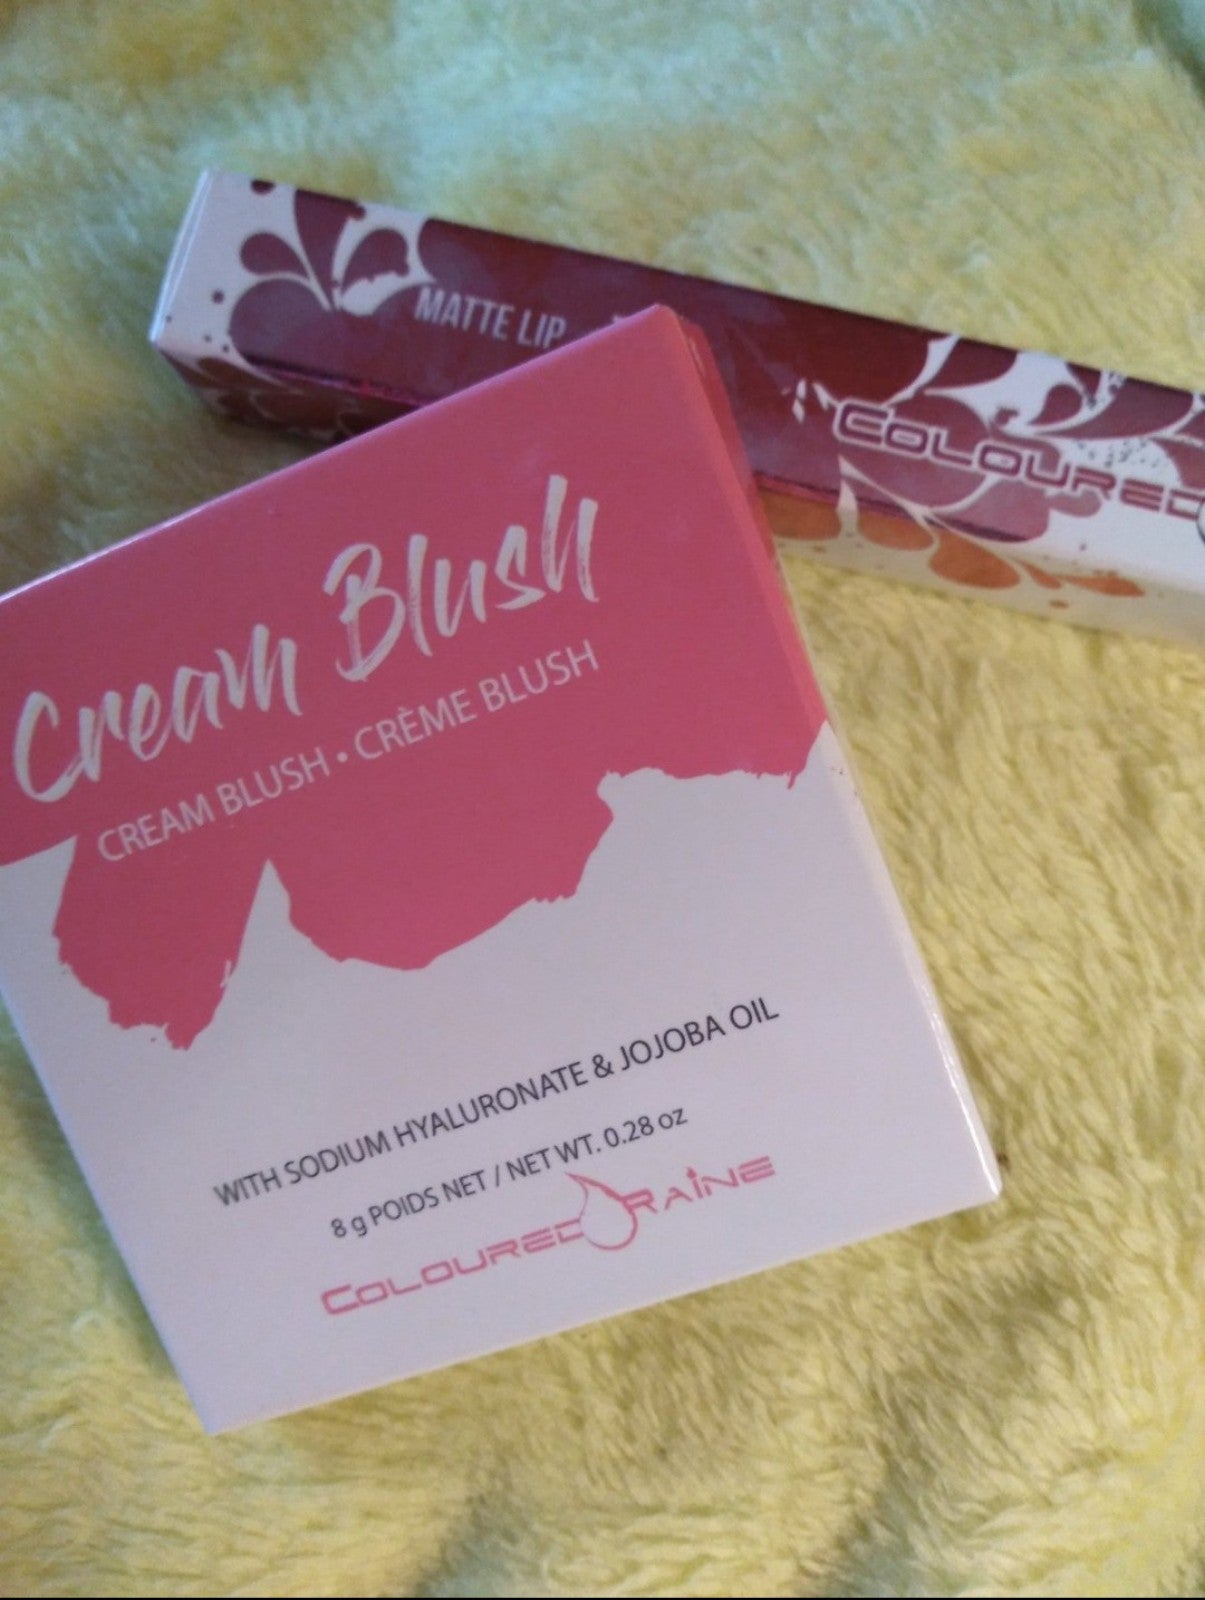 MATTE LIP
COLOURED
Cream Blush
CREAM BLUSH • CRÈME BLUSH
WITH SODIUM HYALURONATE & JOJOBA OIL
8 g POIDS NET / NET WT. 0.28 oz
COLOURED RAINE